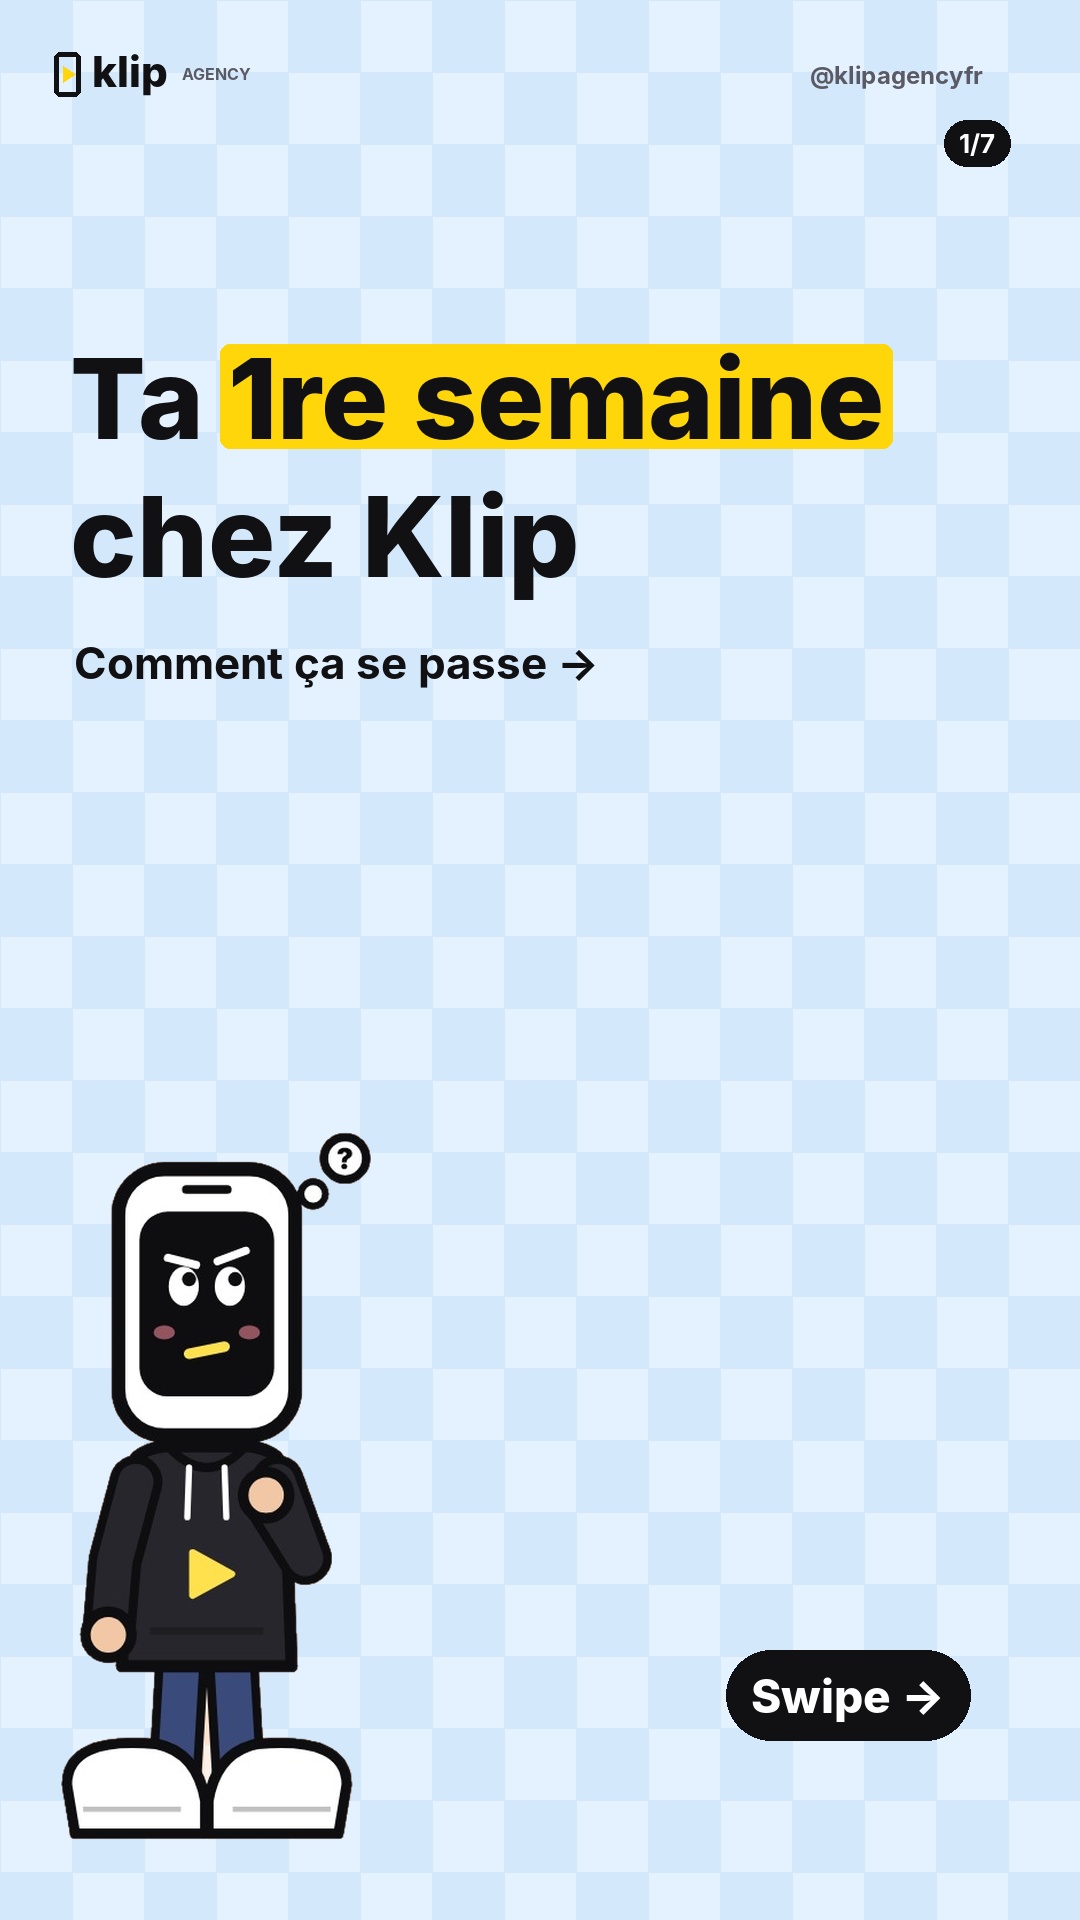 klip AGENCY
@klipagencyfr
1/7
Ta 1re semaine
chez Klip
Comment ça se passe →
?
Swipe →